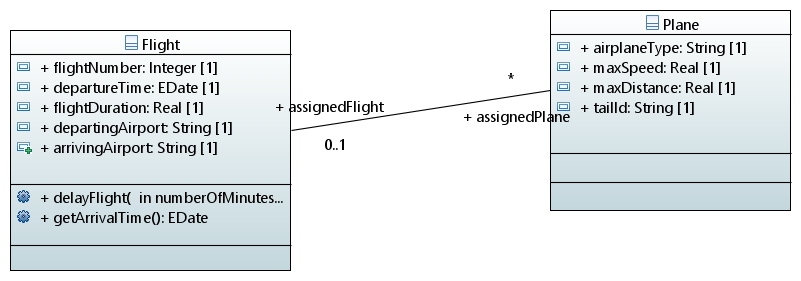 Flight
+ flightNumber: Integer [1]
+ departureTime: EDate [1]
+ flightDuration: Real [1]
+ departingAirport: String [1]
+ arrivingAirport: String [1]
+ delayFlight(  in numberOfMinutes...
+ getArrivalTime(): EDate
+ assignedFlight
0..1
*
+ assignedPlane
Plane
+ airplaneType: String [1]
+ maxSpeed: Real [1]
+ maxDistance: Real [1]
+ tailId: String [1]